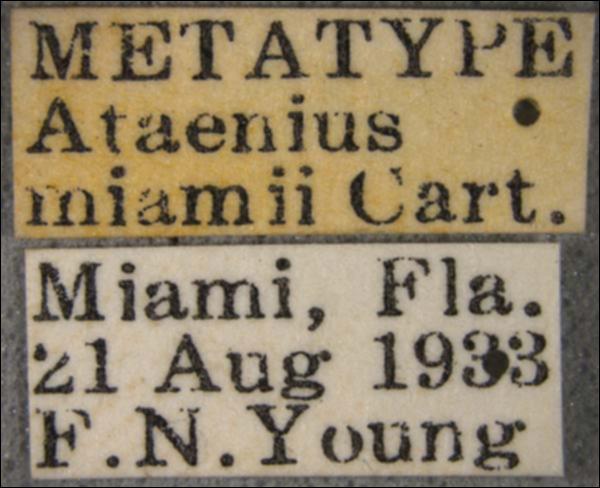 METATYPE
Ataenius
miamii Cart.
Miami, Fla.
21 Aug 1933
F.N.Young